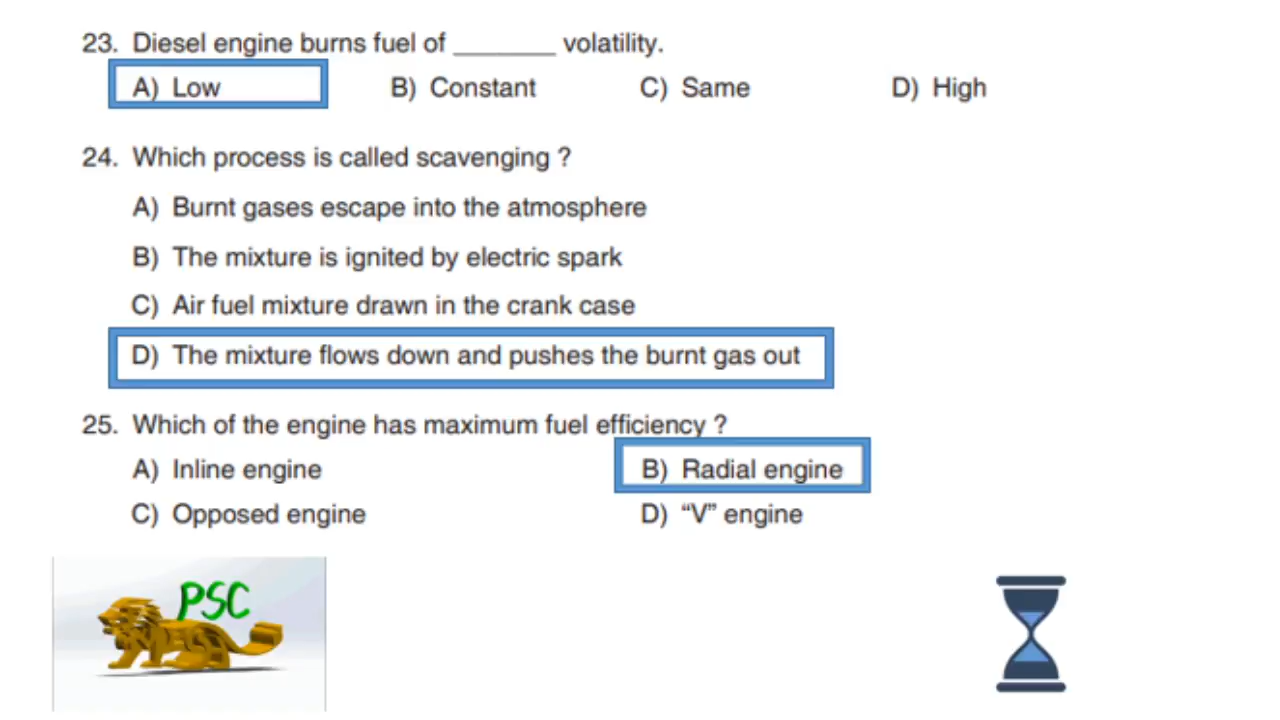 23. Diesel engine burns fuel of _______ volatility.
A) Low B) Constant C) Same D) High
24. Which process is called scavenging ?
A) Burnt gases escape into the atmosphere
B) The mixture is ignited by electric spark
C) Air fuel mixture drawn in the crank case
D) The mixture flows down and pushes the burnt gas out
25. Which of the engine has maximum fuel efficiency ?
A) Inline engine B) Radial engine
C) Opposed engine D) “V” engine
PSC